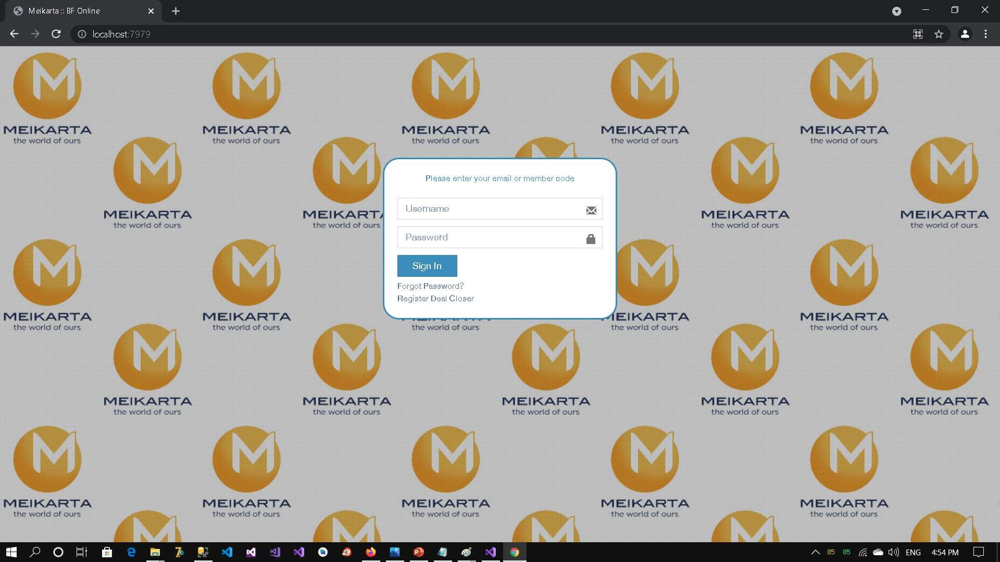 Meikarta :: BF Online
localhost:7979
MEIKARTA
the world of ours
MEIKARTA
the world of ours
MEIKARTA
the world of ours
MEIKARTA
the world of ours
MEIKARTA
the world of ours
MEIKARTA
the world of ours
MEIKARTA
the world of ours
MEIKARTA
the world of ours
MEIKARTA
the world of ours
Please enter your email or member code
Username
Password
Sign In
Forgot Password?
Register Deal Closer
MEIKARTA
the world of ours
MEIKARTA
the world of ours
the world of ours
MEIKARTA
the world of ours
MEIKARTA
the world of ours
MEIKARTA
the world of ours
MEIKARTA
the world of ours
MEIKARTA
the world of ours
MEIKARTA
the world of ours
MEIKARTA
the world of ours
MEIKARTA
the world of ours
MEIKARTA
the world of ours
MEIKARTA
the world of ours
MEIKARTA
the world of ours
MEIKARTA
the world of ours
85 85 ENG 4:54 PM